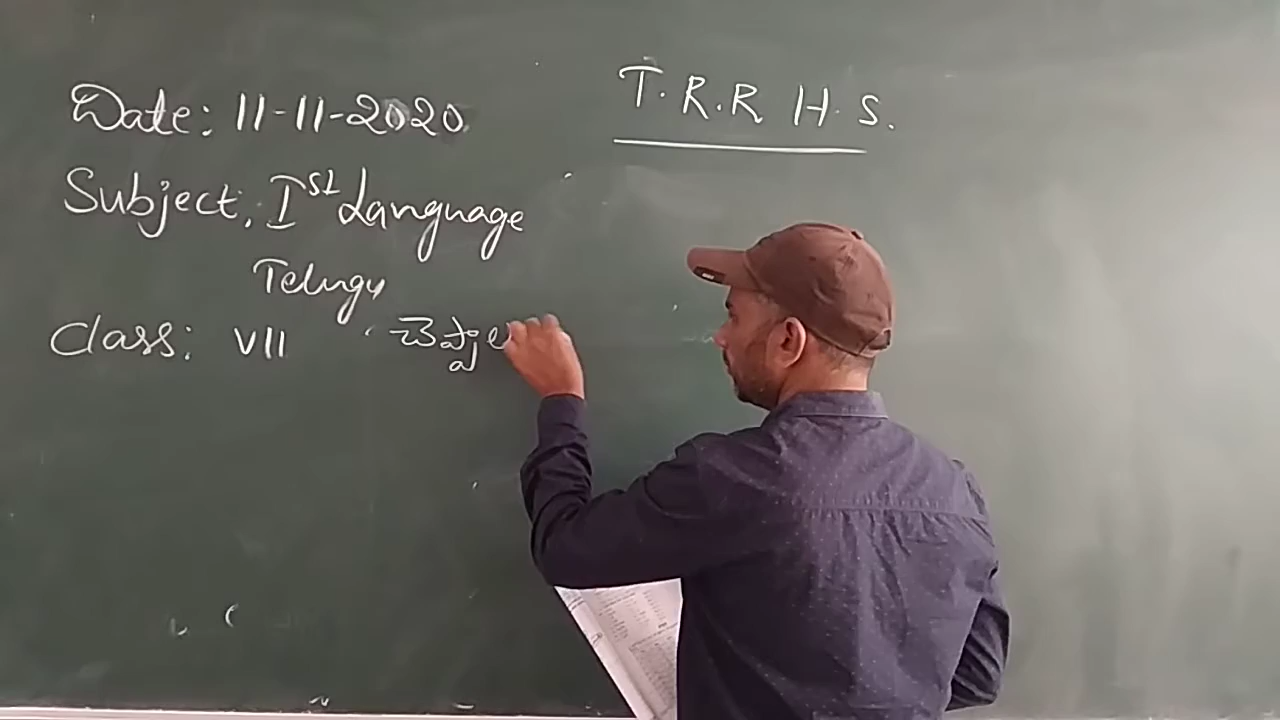 T.R.R H.S.
Date: 11-11-2020
Subject: Ist Language
Telugu
Class: VII